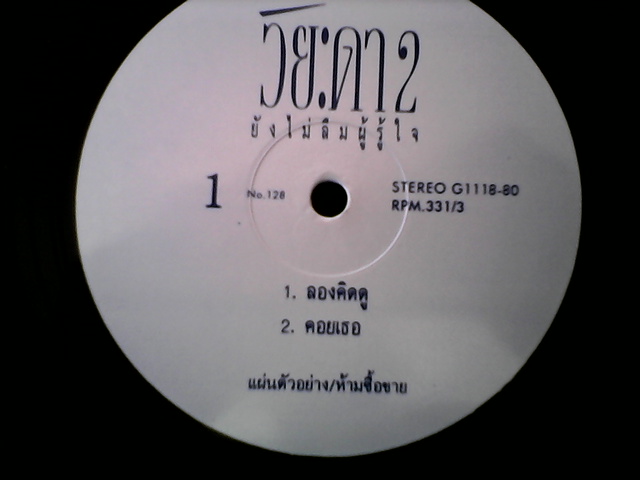 วัยะดา 2
ยังไม่ลืมผู้รู้ใจ
1
No.128
STEREO G1118-80
RPM.331/3
1. ลองคิดดู
2. คอยเธอ
แผ่นตัวอย่าง/ห้ามซื้อขาย